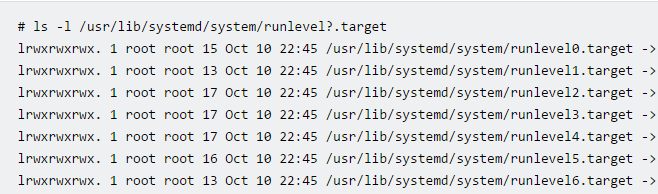 # ls -l /usr/lib/systemd/system/runlevel?.target
lrwxrwxrwx. 1 root root 15 Oct 10 22:45 /usr/lib/systemd/system/runlevel0.target ->
lrwxrwxrwx. 1 root root 13 Oct 10 22:45 /usr/lib/systemd/system/runlevel1.target ->
lrwxrwxrwx. 1 root root 17 Oct 10 22:45 /usr/lib/systemd/system/runlevel2.target ->
lrwxrwxrwx. 1 root root 17 Oct 10 22:45 /usr/lib/systemd/system/runlevel3.target ->
lrwxrwxrwx. 1 root root 17 Oct 10 22:45 /usr/lib/systemd/system/runlevel4.target ->
lrwxrwxrwx. 1 root root 16 Oct 10 22:45 /usr/lib/systemd/system/runlevel5.target ->
lrwxrwxrwx. 1 root root 13 Oct 10 22:45 /usr/lib/systemd/system/runlevel6.target ->